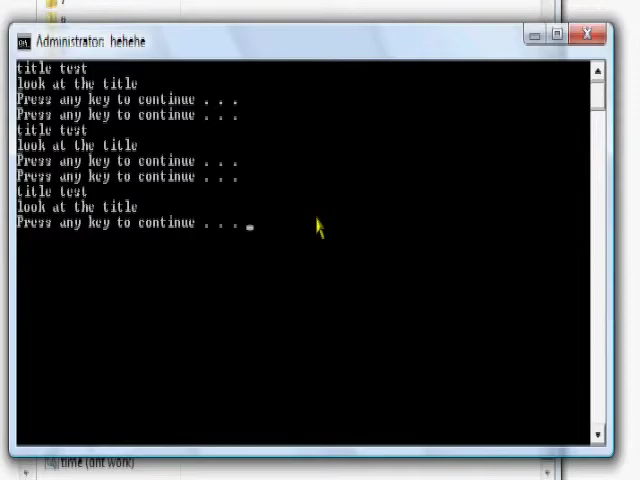 Administrator: hehehe
title test
look at the title
Press any key to continue . . .
Press any key to continue . . .
title test
look at the title
Press any key to continue . . .
Press any key to continue . . .
title test
look at the title
Press any key to continue . . .
time (dnt work)